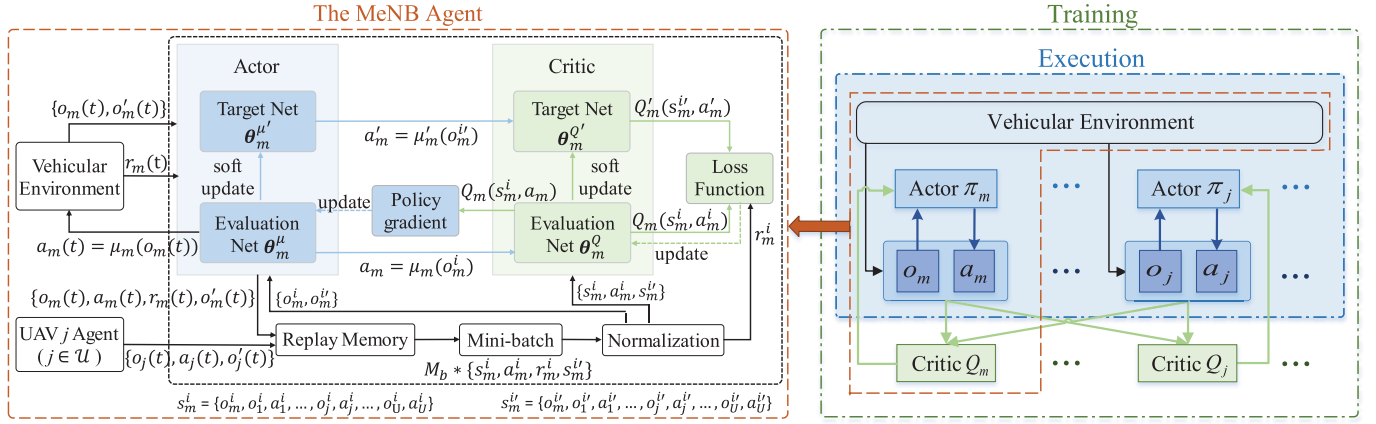 The MeNB Agent
Actor
Critic
{o_m(t), o′_m(t)}
Target Net
θ_m^{μ′}
a′_m = μ′_m(o_m^{i′})
Target Net
θ_m^{Q′}
Q′_m(s_m^{i′}, a′_m)
Vehicular
Environment
r_m(t)
soft
update
update
Policy
gradient
Q_m(s_m^i, a_m)
soft
update
Loss
Function
a_m(t) = μ_m(o_m(t))
Evaluation
Net θ_m^μ
a_m = μ_m(o_m^i)
Evaluation
Net θ_m^Q
Q_m(s_m^i, a_m^i)
update
r_m^i
{o_m(t), a_m(t), r_m(t), o′_m(t)}
{o_m^i, o_m^{i′}}
{s_m^i, a_m^i, s_m^{i′}}
UAV j Agent
(j ∈ 𝒰)
{o_j(t), a_j(t), o′_j(t)}
Replay Memory
Mini-batch
Normalization
M_b * {s_m^i, a_m^i, r_m^i, s_m^{i′}}
s_m^i = {o_m^i, o_1^i, a_1^i, ..., o_j^i, a_j^i, ..., o_U^i, a_U^i}
s_m^{i′} = {o_m^{i′}, o_1^{i′}, a_1^{i′}, ..., o_j^{i′}, a_j^{i′}, ..., o_U^{i′}, a_U^{i′}}
Training
Execution
Vehicular Environment
Actor π_m
...
Actor π_j
...
o_m
a_m
...
o_j
a_j
...
Critic Q_m
...
Critic Q_j
...